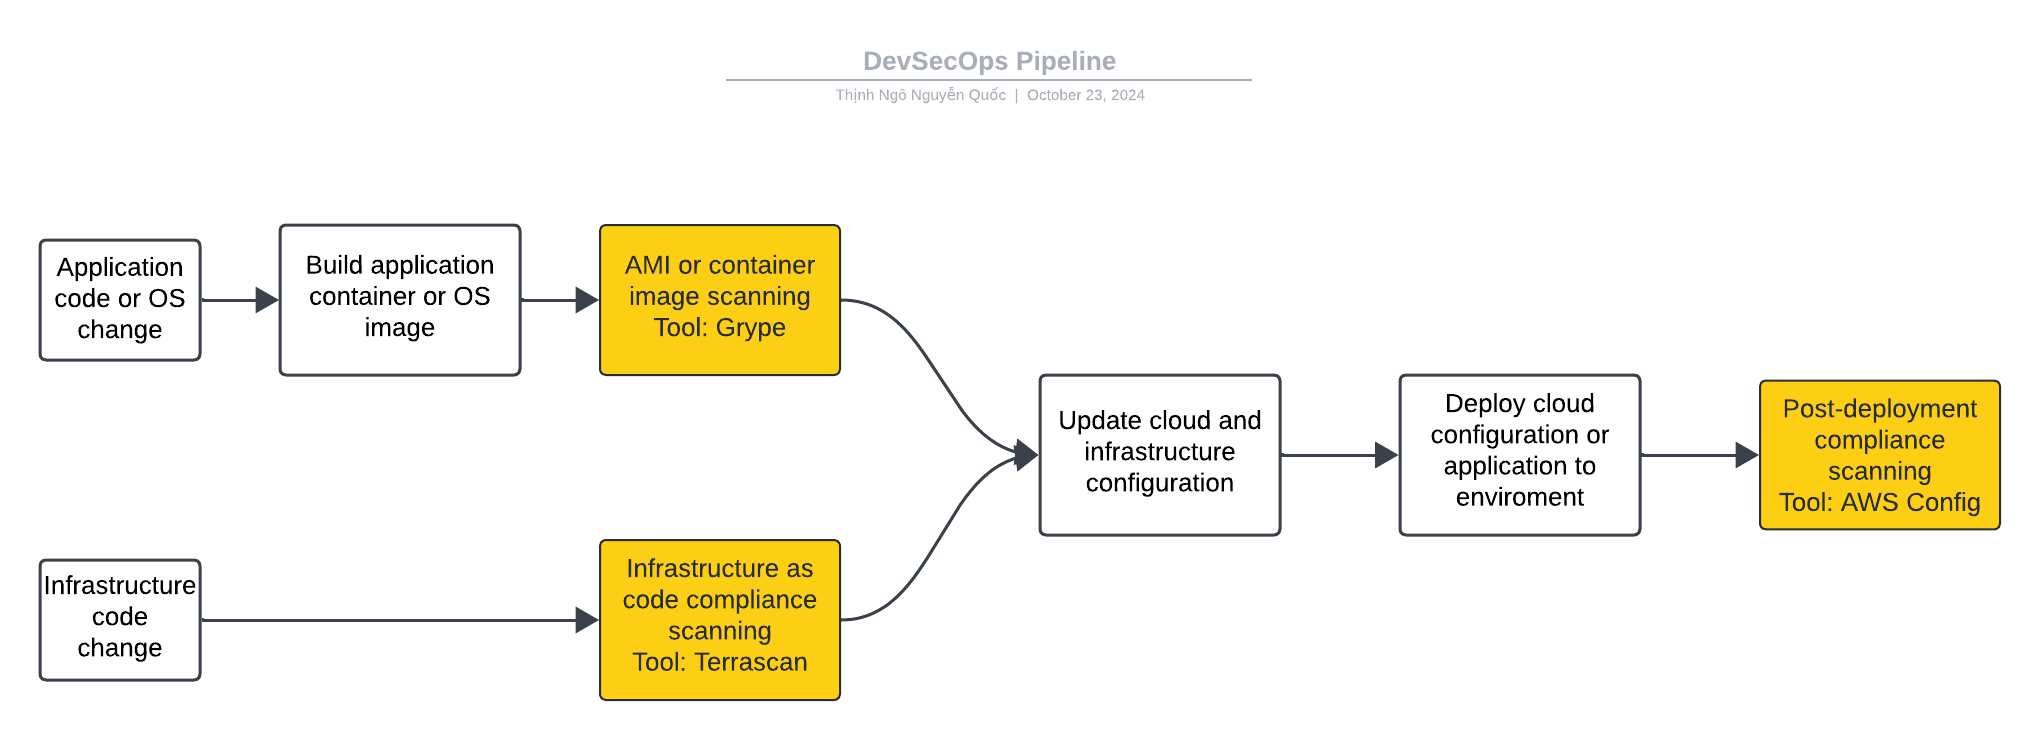 DevSecOps Pipeline
Thịnh Ngô Nguyễn Quốc | October 23, 2024
Application
code or OS
change
Build application
container or OS
image
AMI or container
image scanning
Tool: Grype
Infrastructure
code
change
Infrastructure as
code compliance
scanning
Tool: Terrascan
Update cloud and
infrastructure
configuration
Deploy cloud
configuration or
application to
enviroment
Post-deployment
compliance
scanning
Tool: AWS Config